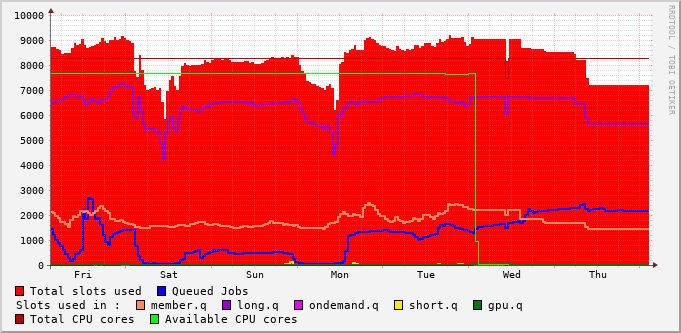 RRDTOOL / TOBI OETIKER
10000
9000
8000
7000
6000
5000
4000
3000
2000
1000
0
Fri Sat Sun Mon Tue Wed Thu
Total slots used Queued Jobs
Slots used in : member.q long.q ondemand.q short.q gpu.q
Total CPU cores Available CPU cores